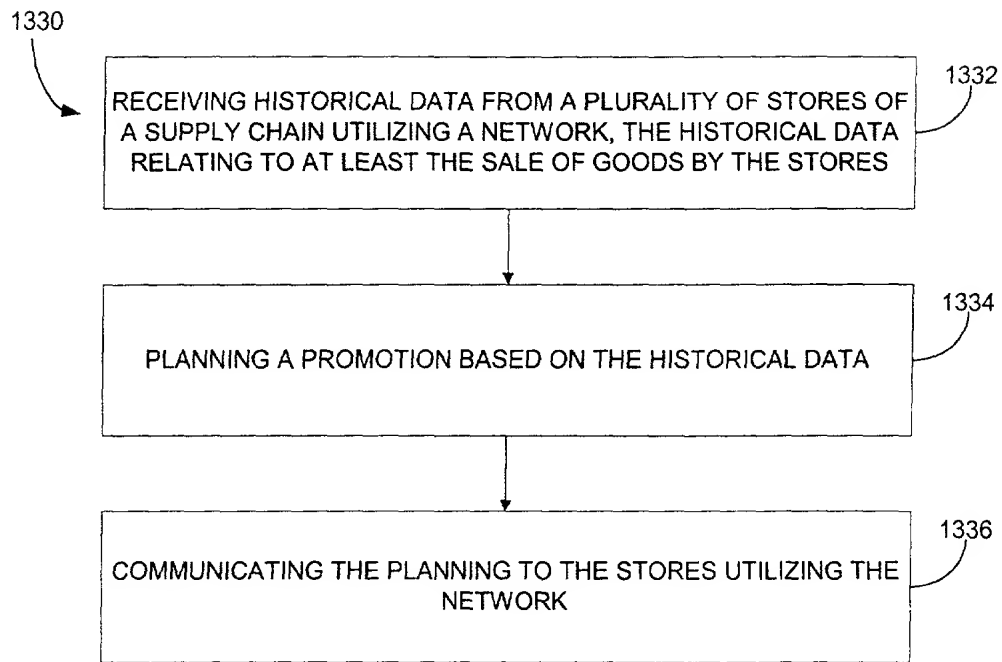 1330
1332
RECEIVING HISTORICAL DATA FROM A PLURALITY OF STORES OF
A SUPPLY CHAIN UTILIZING A NETWORK, THE HISTORICAL DATA
RELATING TO AT LEAST THE SALE OF GOODS BY THE STORES
1334
PLANNING A PROMOTION BASED ON THE HISTORICAL DATA
1336
COMMUNICATING THE PLANNING TO THE STORES UTILIZING THE
NETWORK